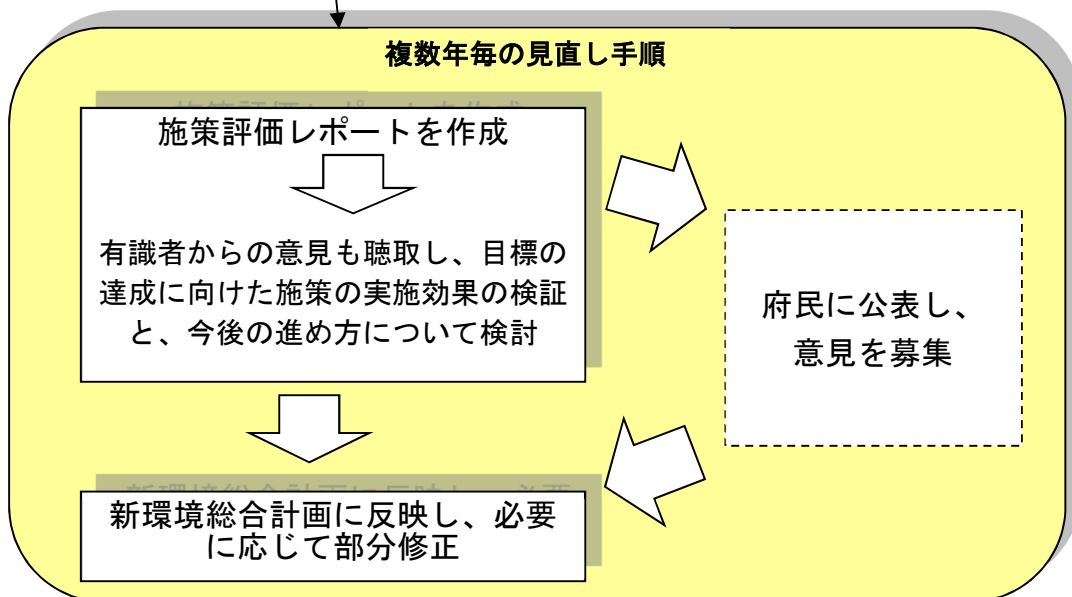 複数年毎の見直し手順
施策評価レポートを作成
有識者からの意見も聴取し、目標の
達成に向けた施策の実施効果の検証
と、今後の進め方について検討
府民に公表し、
意見を募集
新環境総合計画に反映し、必要
に応じて部分修正